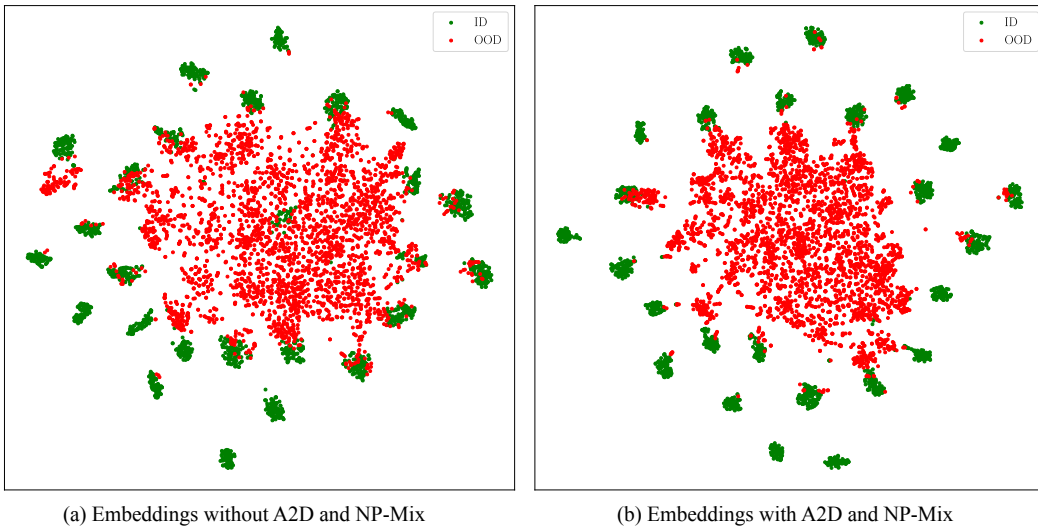 ID
OOD
ID
OOD
(a) Embeddings without A2D and NP-Mix
(b) Embeddings with A2D and NP-Mix